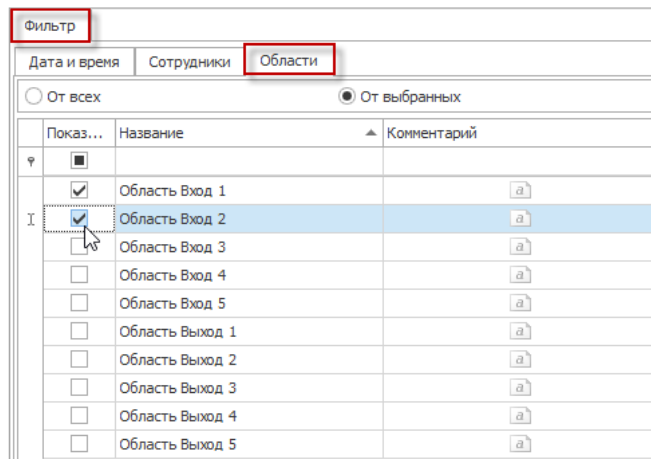 Фильтр
Дата и время Сотрудники Области
От всех От выбранных
Показ... Название Комментарий
Область Вход 1
Область Вход 2
Область Вход 3
Область Вход 4
Область Вход 5
Область Выход 1
Область Выход 2
Область Выход 3
Область Выход 4
Область Выход 5